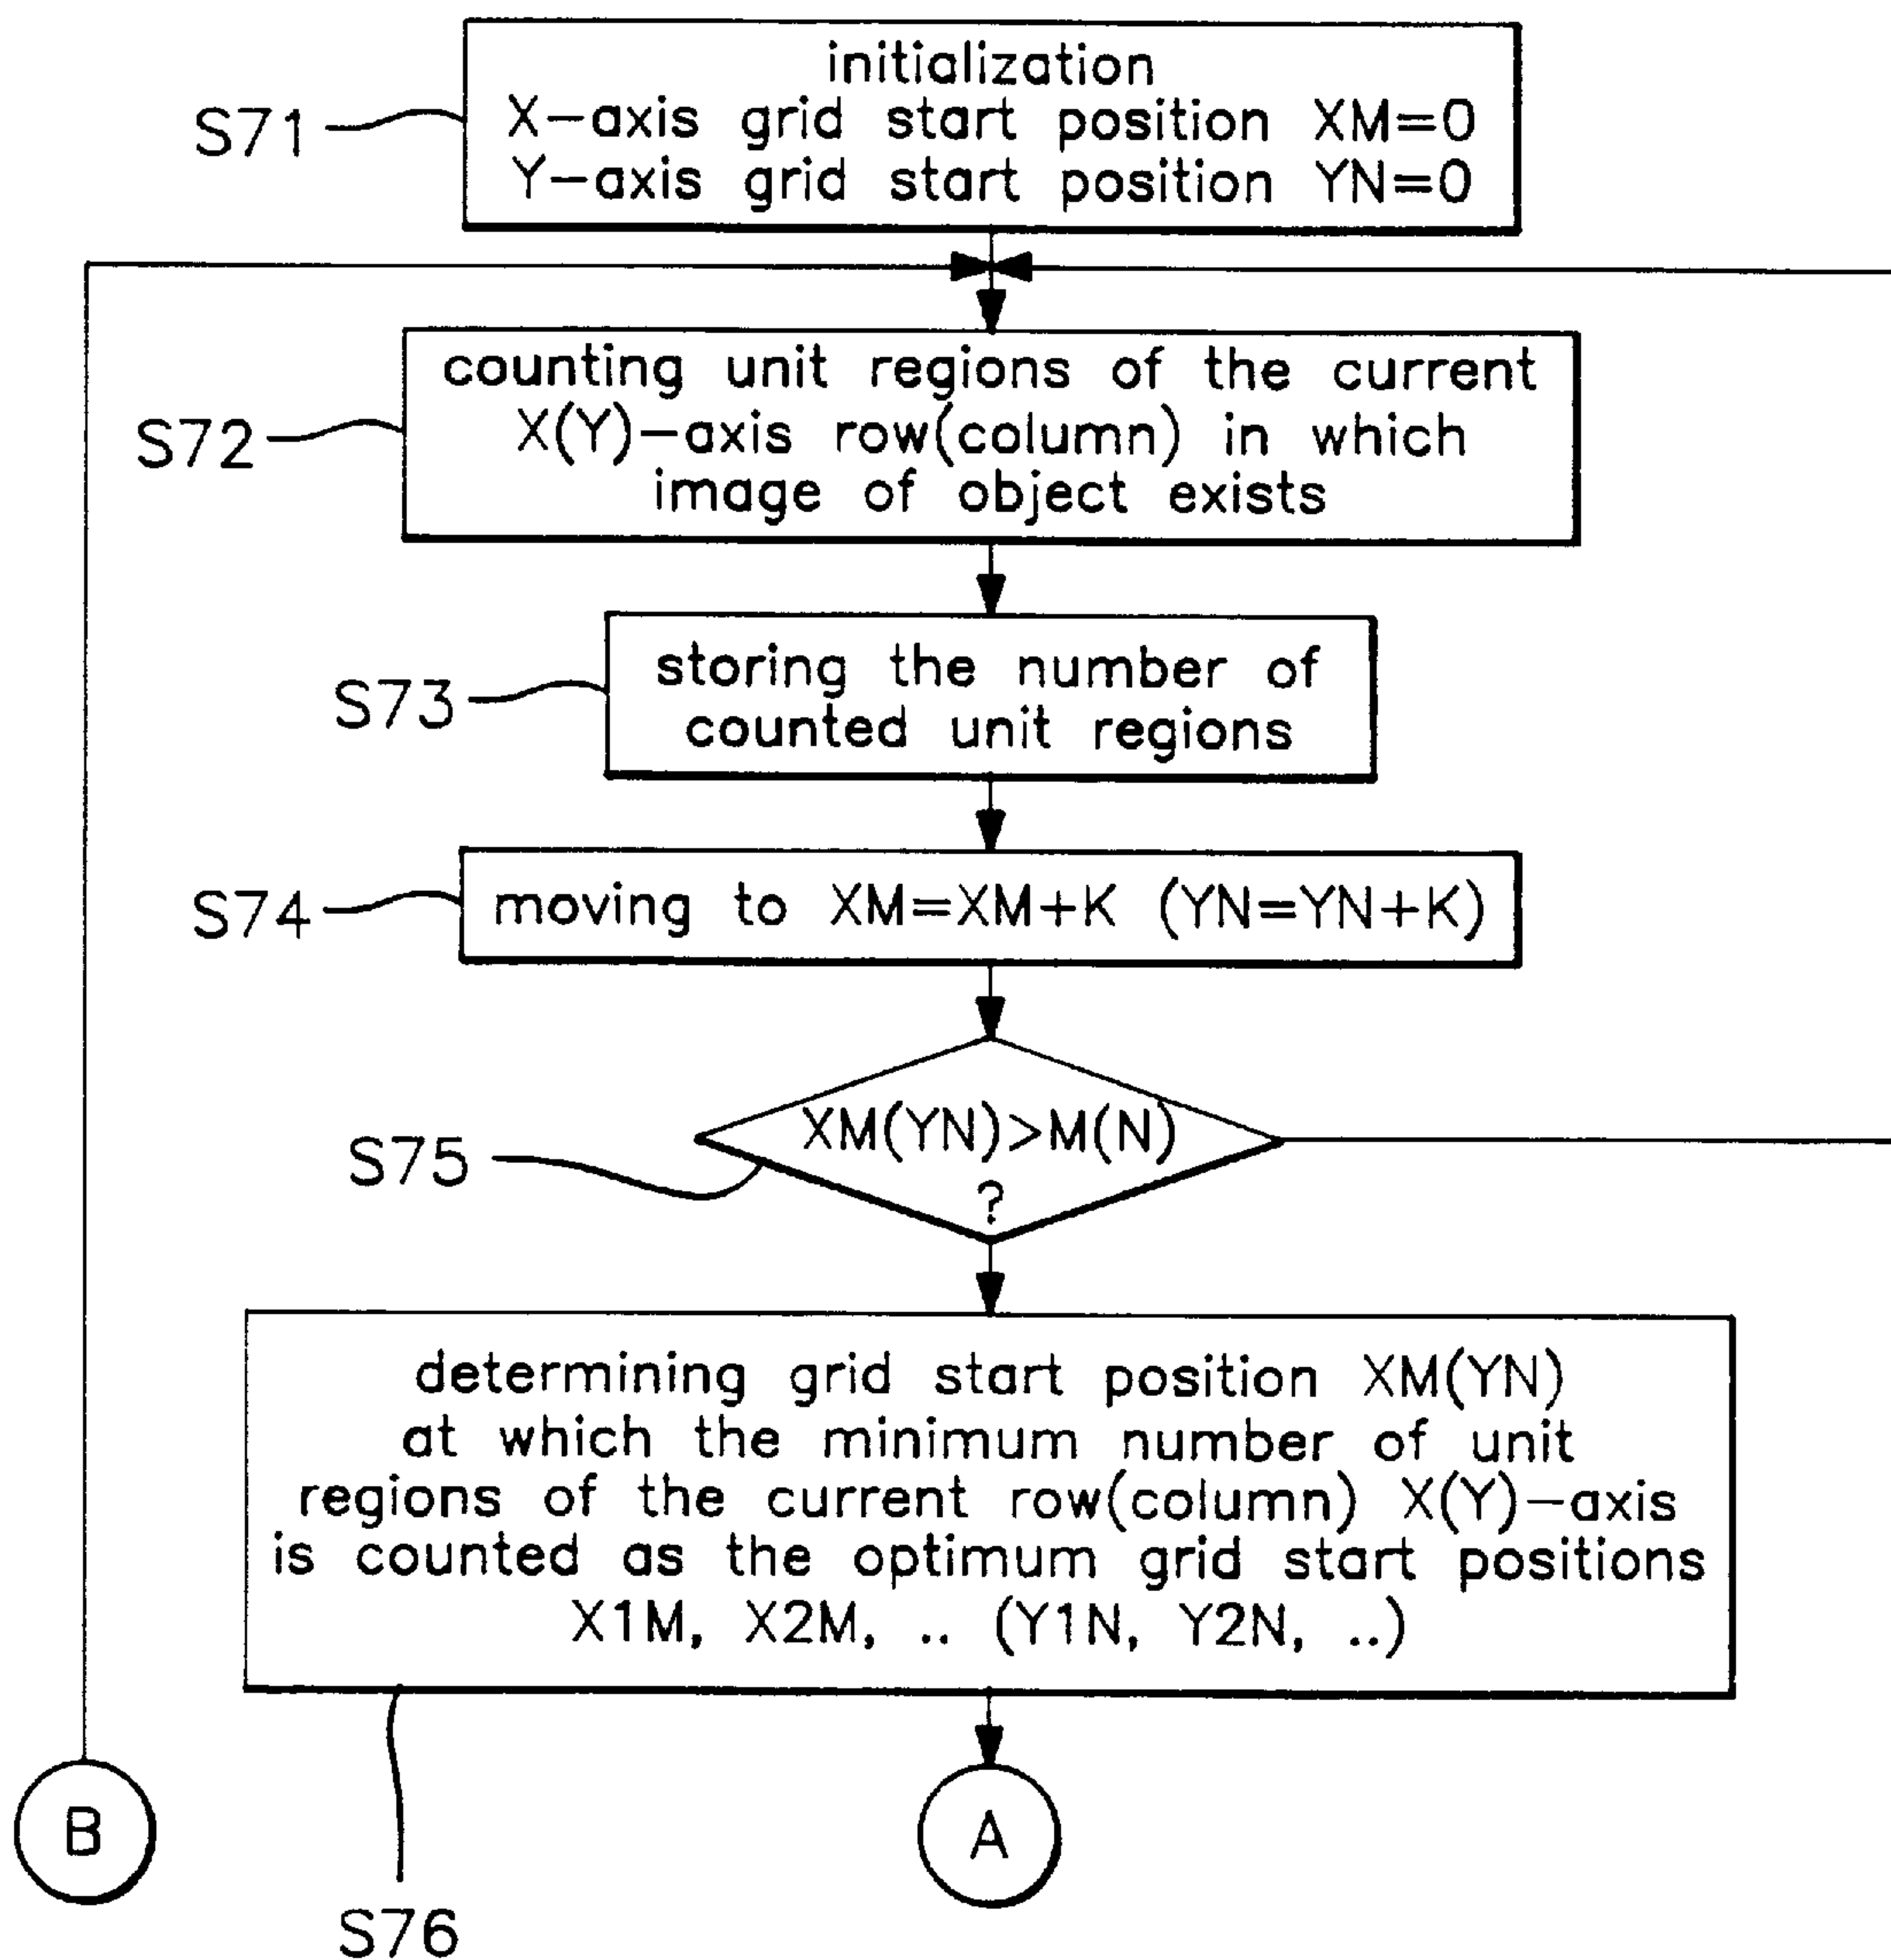 initialization
X-axis grid start position XM=0
Y-axis grid start position YN=0
S71
counting unit regions of the current
X(Y)-axis row(column) in which
image of object exists
S72
storing the number of
counted unit regions
S73
moving to XM=XM+K (YN=YN+K)
S74
XM(YN)>M(N)
?
S75
determining grid start position XM(YN)
at which the minimum number of unit
regions of the current row(column) X(Y)-axis
is counted as the optimum grid start positions
X1M, X2M, .. (Y1N, Y2N, ..)
B
A
S76